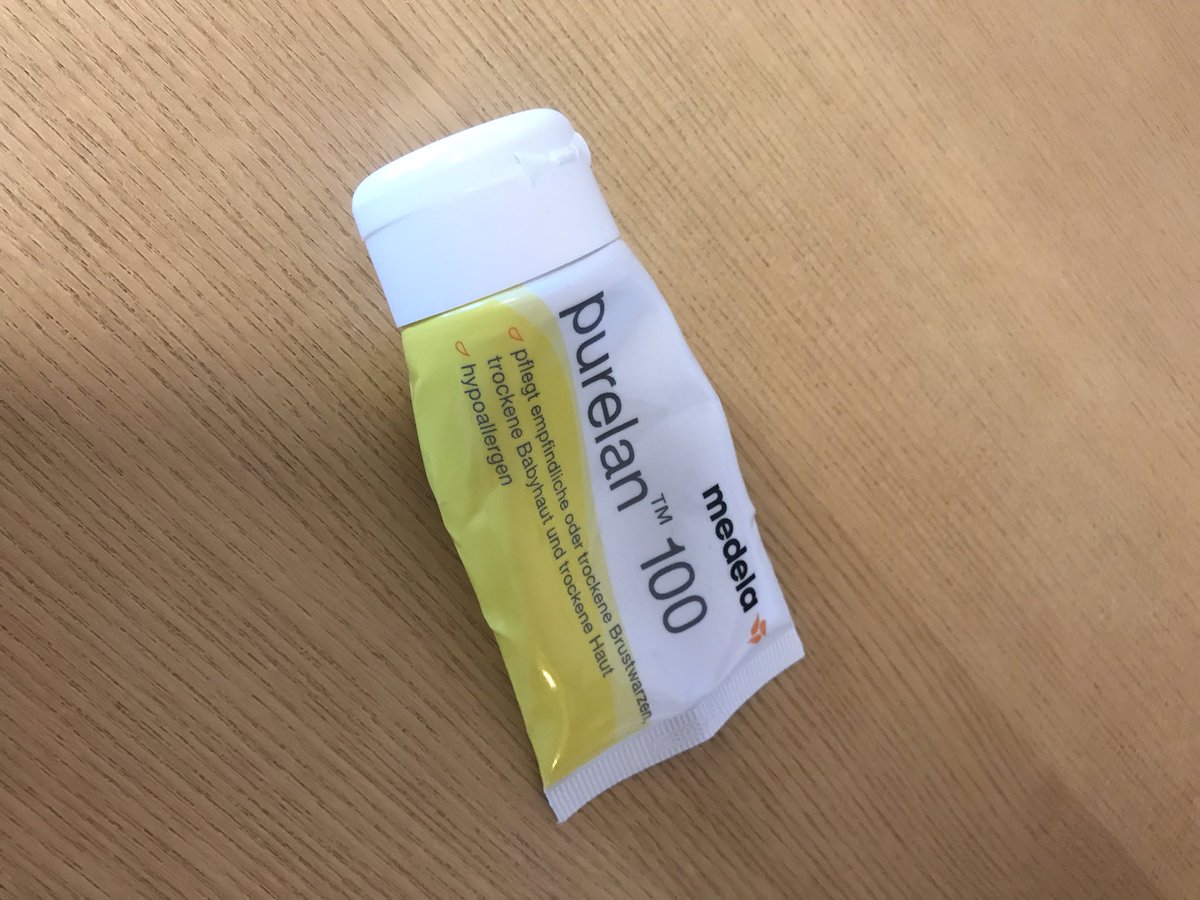 medela
purelan™ 100
pflegt empfindliche oder trockene Brustwarzen,
trockene Babyhaut und trockene Haut
hypoallergen